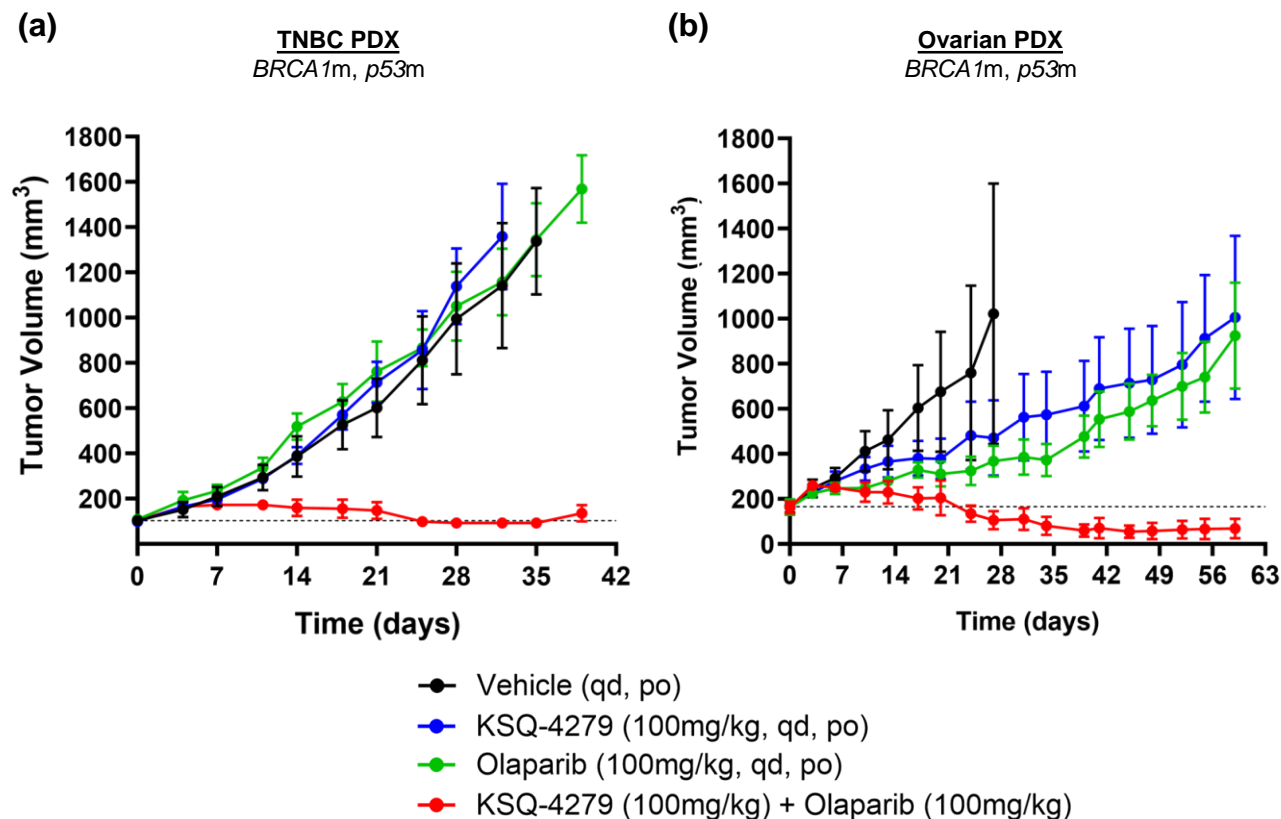 (a)
TNBC PDX
BRCA1m, p53m
Tumor Volume (mm³)
1800
1600
1400
1200
1000
800
600
400
200
0
7
14
21
28
35
42
Time (days)
(b)
Ovarian PDX
BRCA1m, p53m
Tumor Volume (mm³)
1800
1600
1400
1200
1000
800
600
400
200
0
0
7
14
21
28
35
42
49
56
63
Time (days)
Vehicle (qd, po)
KSQ-4279 (100mg/kg, qd, po)
Olaparib (100mg/kg, qd, po)
KSQ-4279 (100mg/kg) + Olaparib (100mg/kg)